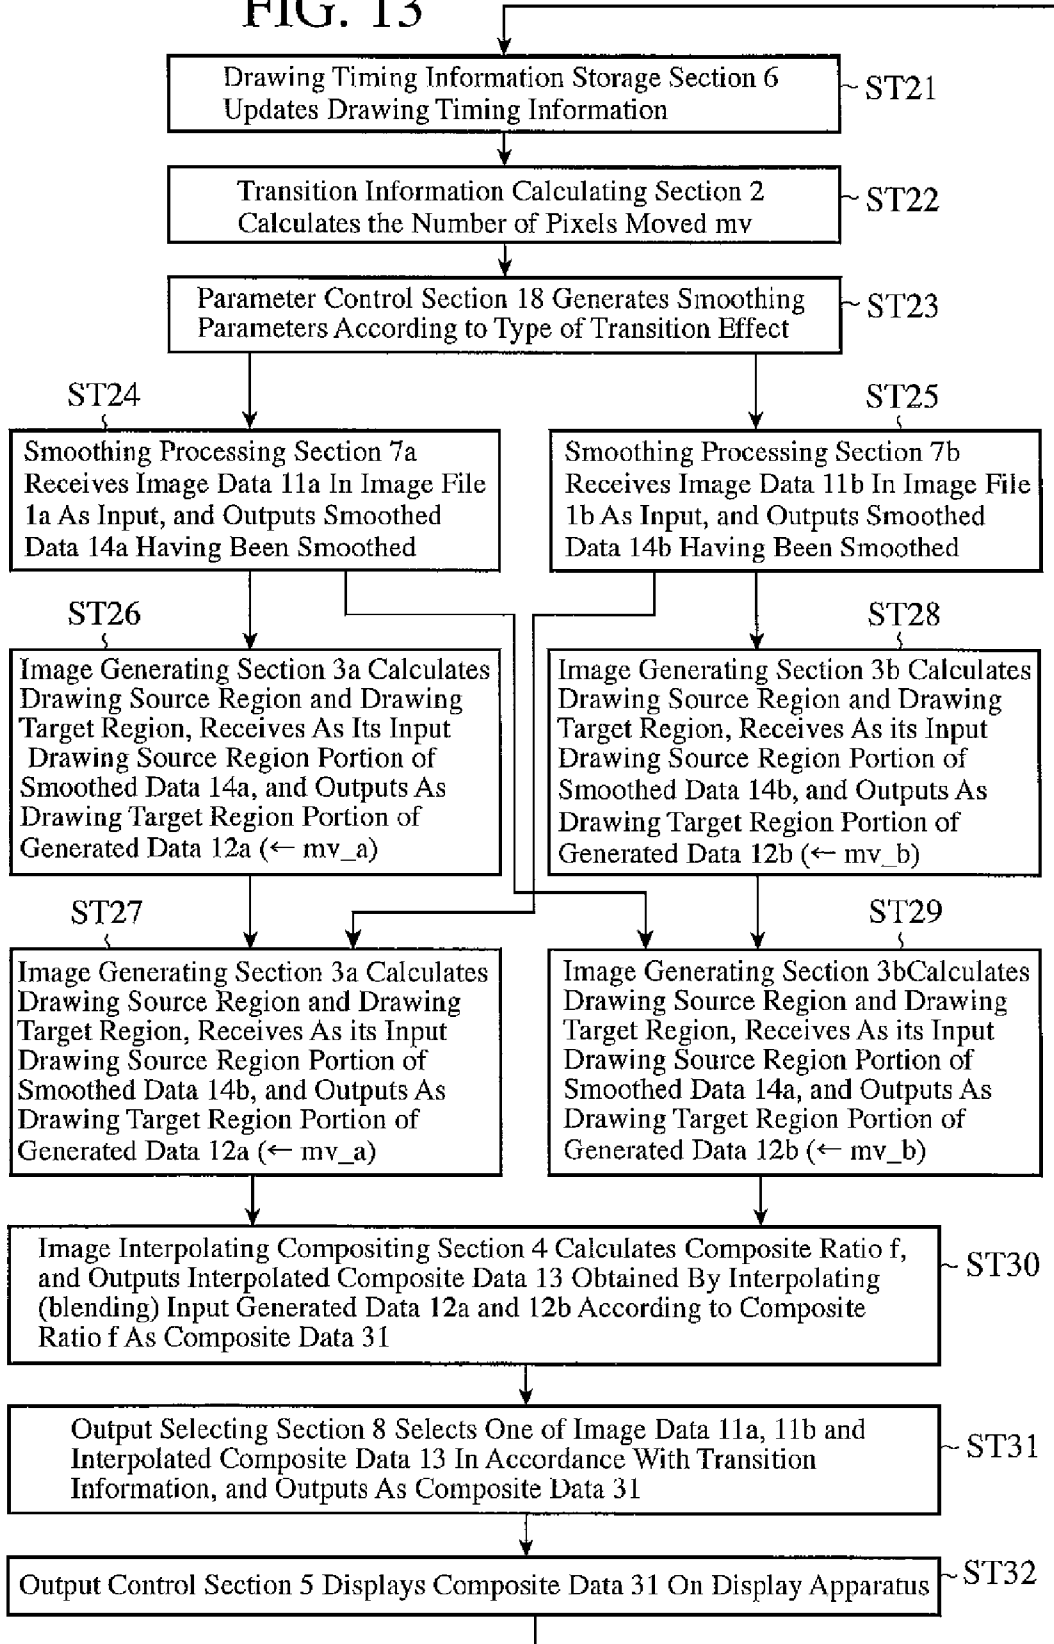 FIG. 13
Drawing Timing Information Storage Section 6
Updates Drawing Timing Information
ST21
Transition Information Calculating Section 2
Calculates the Number of Pixels Moved mv
ST22
Parameter Control Section 18 Generates Smoothing
Parameters According to Type of Transition Effect
ST23
ST24
Smoothing Processing Section 7a
Receives Image Data 11a In Image File
1a As Input, and Outputs Smoothed
Data 14a Having Been Smoothed
ST25
Smoothing Processing Section 7b
Receives Image Data 11b In Image File
1b As Input, and Outputs Smoothed
Data 14b Having Been Smoothed
ST26
Image Generating Section 3a Calculates
Drawing Source Region and Drawing
Target Region, Receives As Its Input
Drawing Source Region Portion of
Smoothed Data 14a, and Outputs As
Drawing Target Region Portion of
Generated Data 12a (← mv_a)
ST28
Image Generating Section 3b Calculates
Drawing Source Region and Drawing
Target Region, Receives As its Input
Drawing Source Region Portion of
Smoothed Data 14b, and Outputs As
Drawing Target Region Portion of
Generated Data 12b (← mv_b)
ST27
Image Generating Section 3a Calculates
Drawing Source Region and Drawing
Target Region, Receives As its Input
Drawing Source Region Portion of
Smoothed Data 14b, and Outputs As
Drawing Target Region Portion of
Generated Data 12a (← mv_a)
ST29
Image Generating Section 3bCalculates
Drawing Source Region and Drawing
Target Region, Receives As its Input
Drawing Source Region Portion of
Smoothed Data 14a, and Outputs As
Drawing Target Region Portion of
Generated Data 12b (← mv_b)
Image Interpolating Compositing Section 4 Calculates Composite Ratio f,
and Outputs Interpolated Composite Data 13 Obtained By Interpolating
(blending) Input Generated Data 12a and 12b According to Composite
Ratio f As Composite Data 31
ST30
Output Selecting Section 8 Selects One of Image Data 11a, 11b and
Interpolated Composite Data 13 In Accordance With Transition
Information, and Outputs As Composite Data 31
ST31
Output Control Section 5 Displays Composite Data 31 On Display Apparatus
ST32